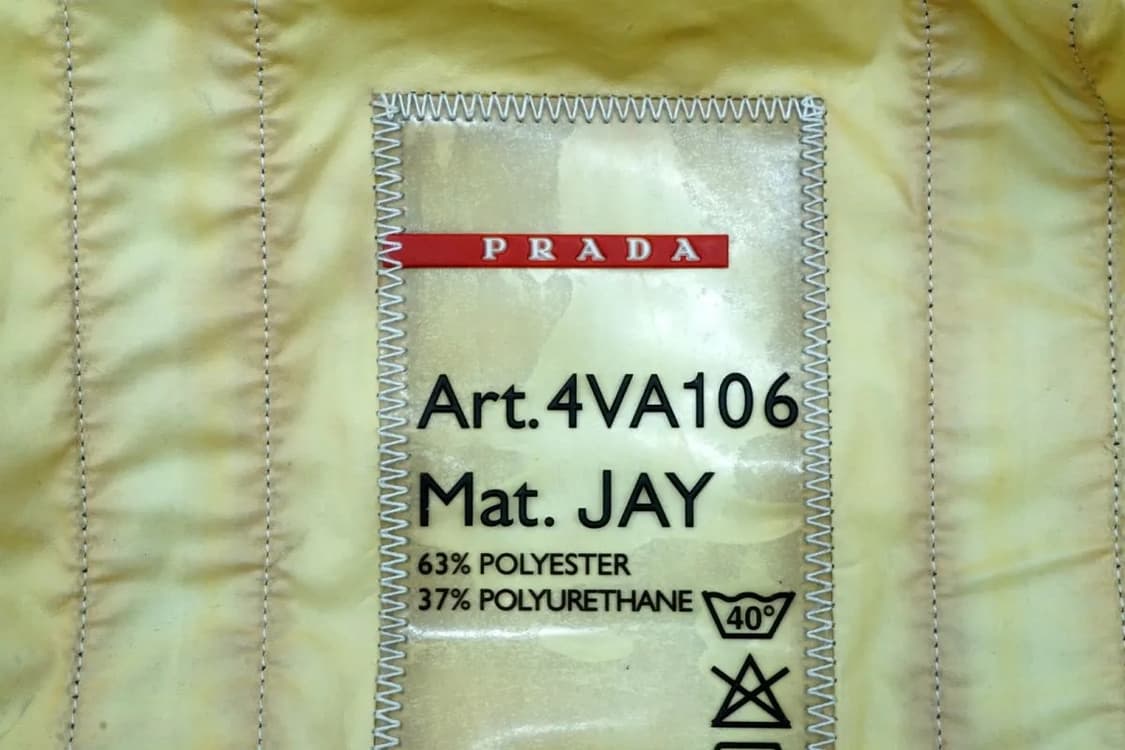 PRADA
Art. 4VA106
Mat. JAY
63% POLYESTER
37% POLYURETHANE
40°